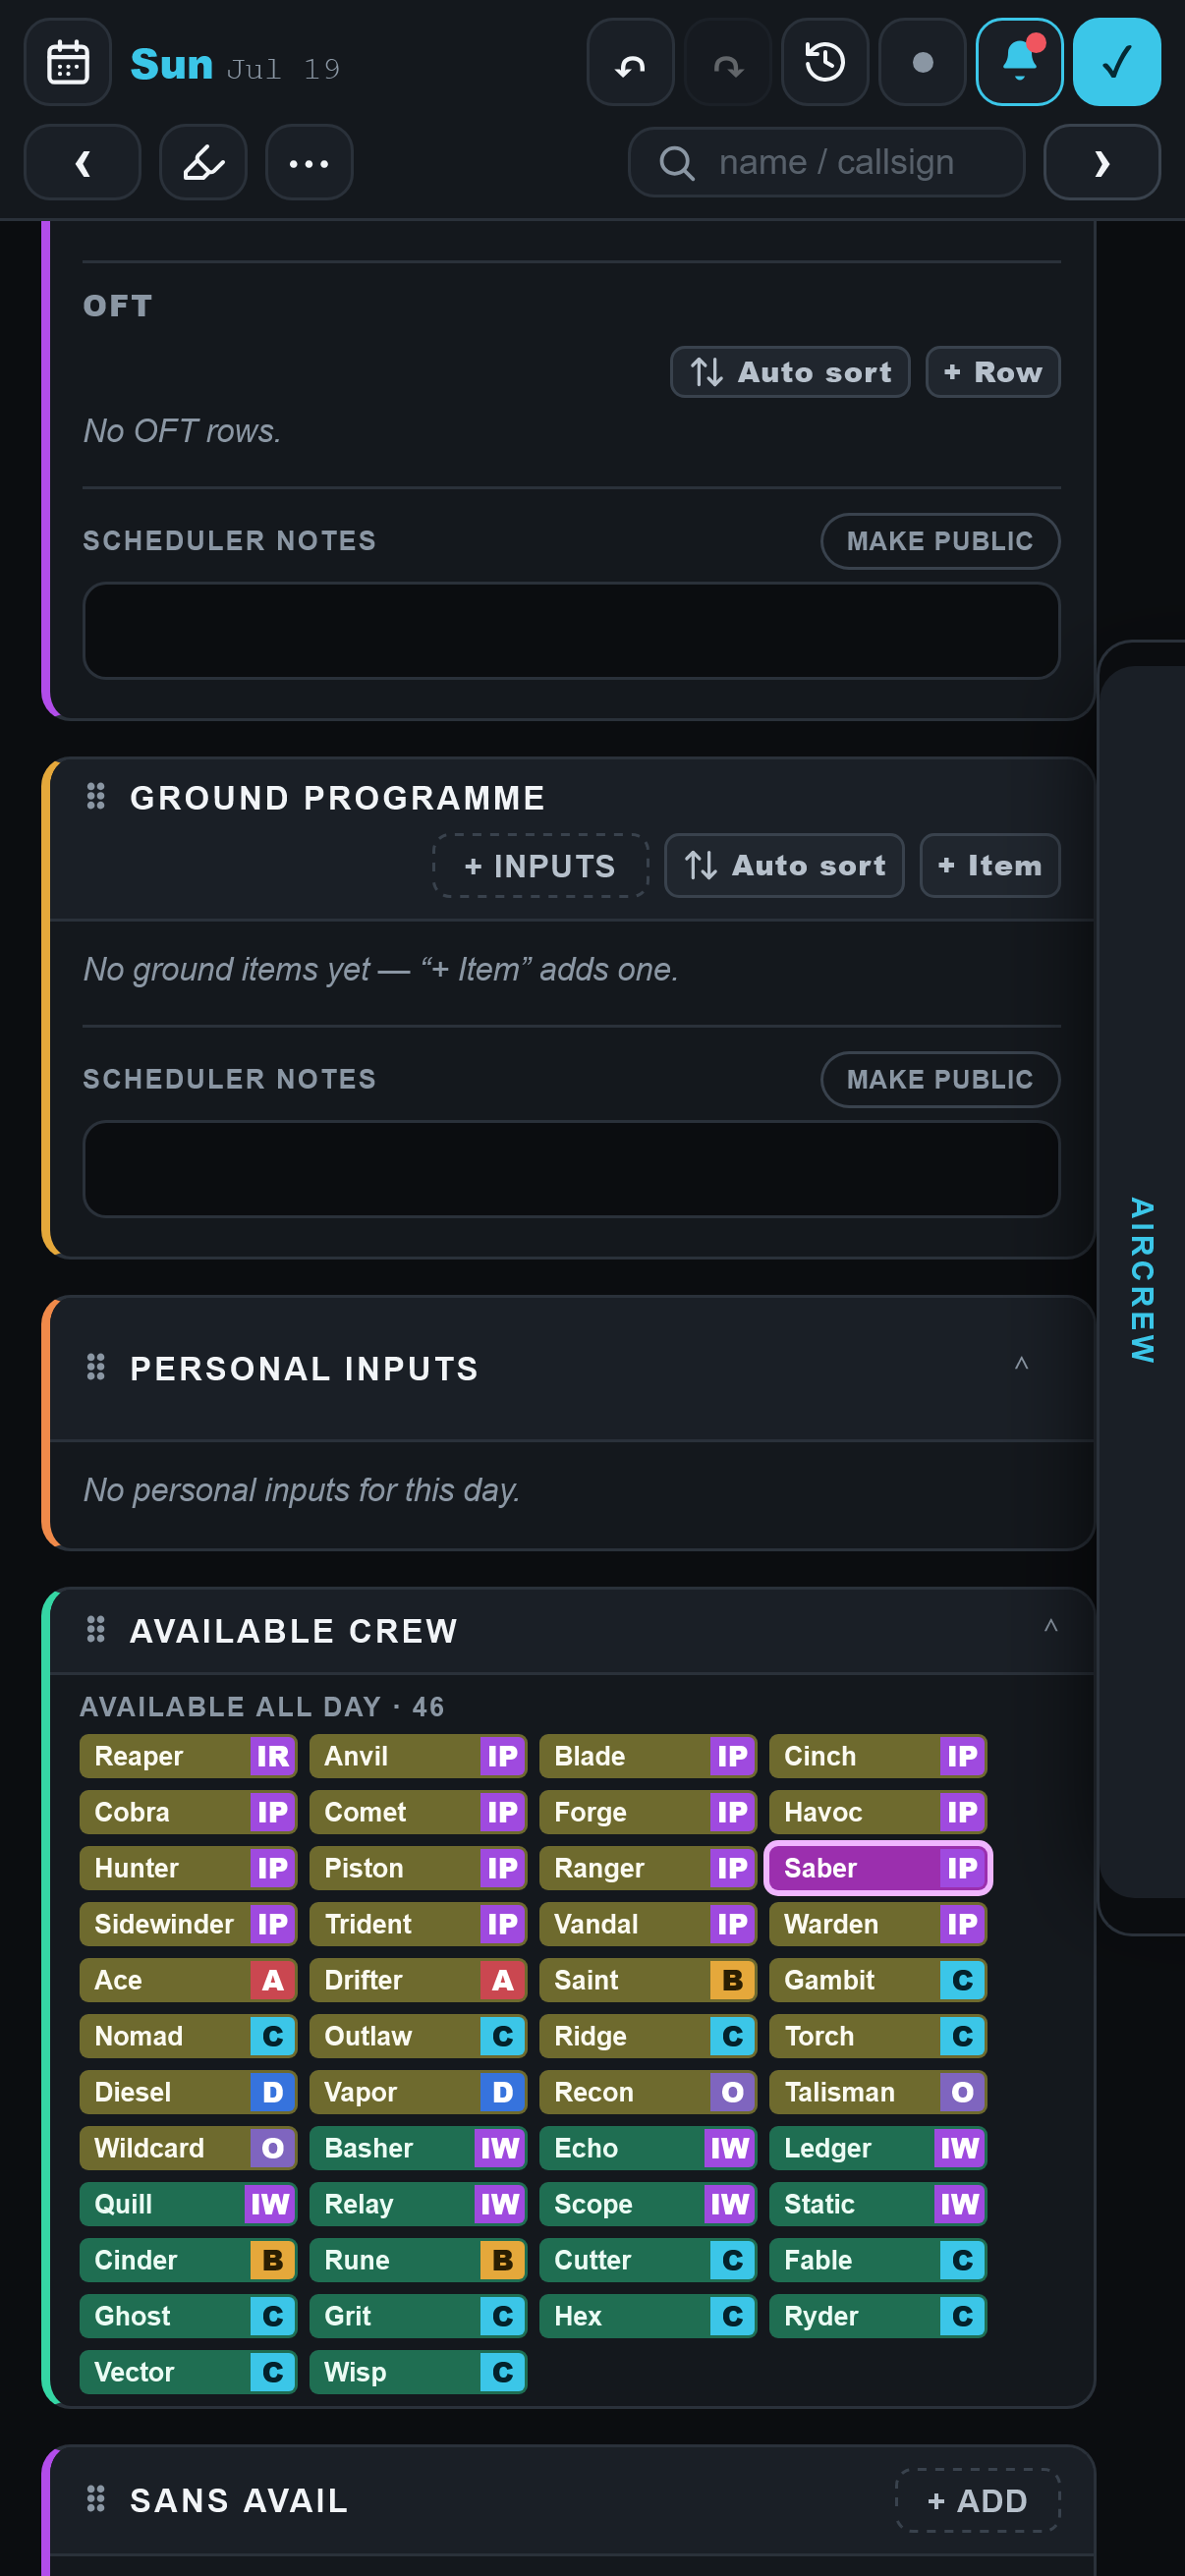 Sun Jul 19
name / callsign
OFT
Auto sort + Row
No OFT rows.
SCHEDULER NOTES MAKE PUBLIC
GROUND PROGRAMME
+ INPUTS Auto sort + Item
No ground items yet — “+ Item” adds one.
SCHEDULER NOTES MAKE PUBLIC
AIRCREW
PERSONAL INPUTS
No personal inputs for this day.
AVAILABLE CREW
AVAILABLE ALL DAY · 46
Reaper IR Anvil IP Blade IP Cinch IP
Cobra IP Comet IP Forge IP Havoc IP
Hunter IP Piston IP Ranger IP Saber IP
Sidewinder IP Trident IP Vandal IP Warden IP
Ace A Drifter A Saint B Gambit C
Nomad C Outlaw C Ridge C Torch C
Diesel D Vapor D Recon O Talisman O
Wildcard O Basher IW Echo IW Ledger IW
Quill IW Relay IW Scope IW Static IW
Cinder B Rune B Cutter C Fable C
Ghost C Grit C Hex C Ryder C
Vector C Wisp C
SANS AVAIL + ADD